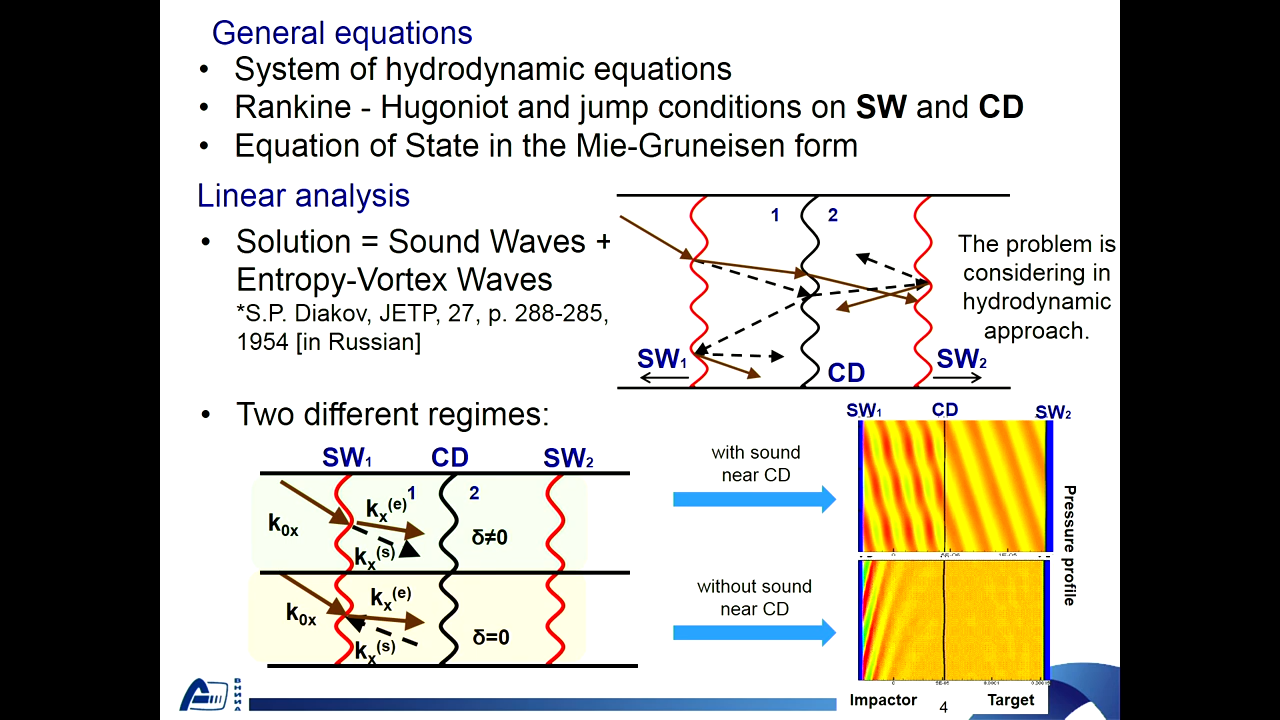 General equations
• System of hydrodynamic equations
• Rankine - Hugoniot and jump conditions on SW and CD
• Equation of State in the Mie-Gruneisen form
Linear analysis
• Solution = Sound Waves +
Entropy-Vortex Waves
*S.P. Diakov, JETP, 27, p. 288-285,
1954 [in Russian]
1 2
SW₁ CD SW₂
The problem is
considering in
hydrodynamic
approach.
• Two different regimes:
SW₁ CD SW₂
1 2
k₀ₓ kₓ⁽ᵉ⁾ kₓ⁽ˢ⁾ δ≠0
k₀ₓ kₓ⁽ᵉ⁾ kₓ⁽ˢ⁾ δ=0
with sound
near CD
without sound
near CD
SW₁ CD SW₂
Pressure profile
Impactor Target
ВНИИА
4